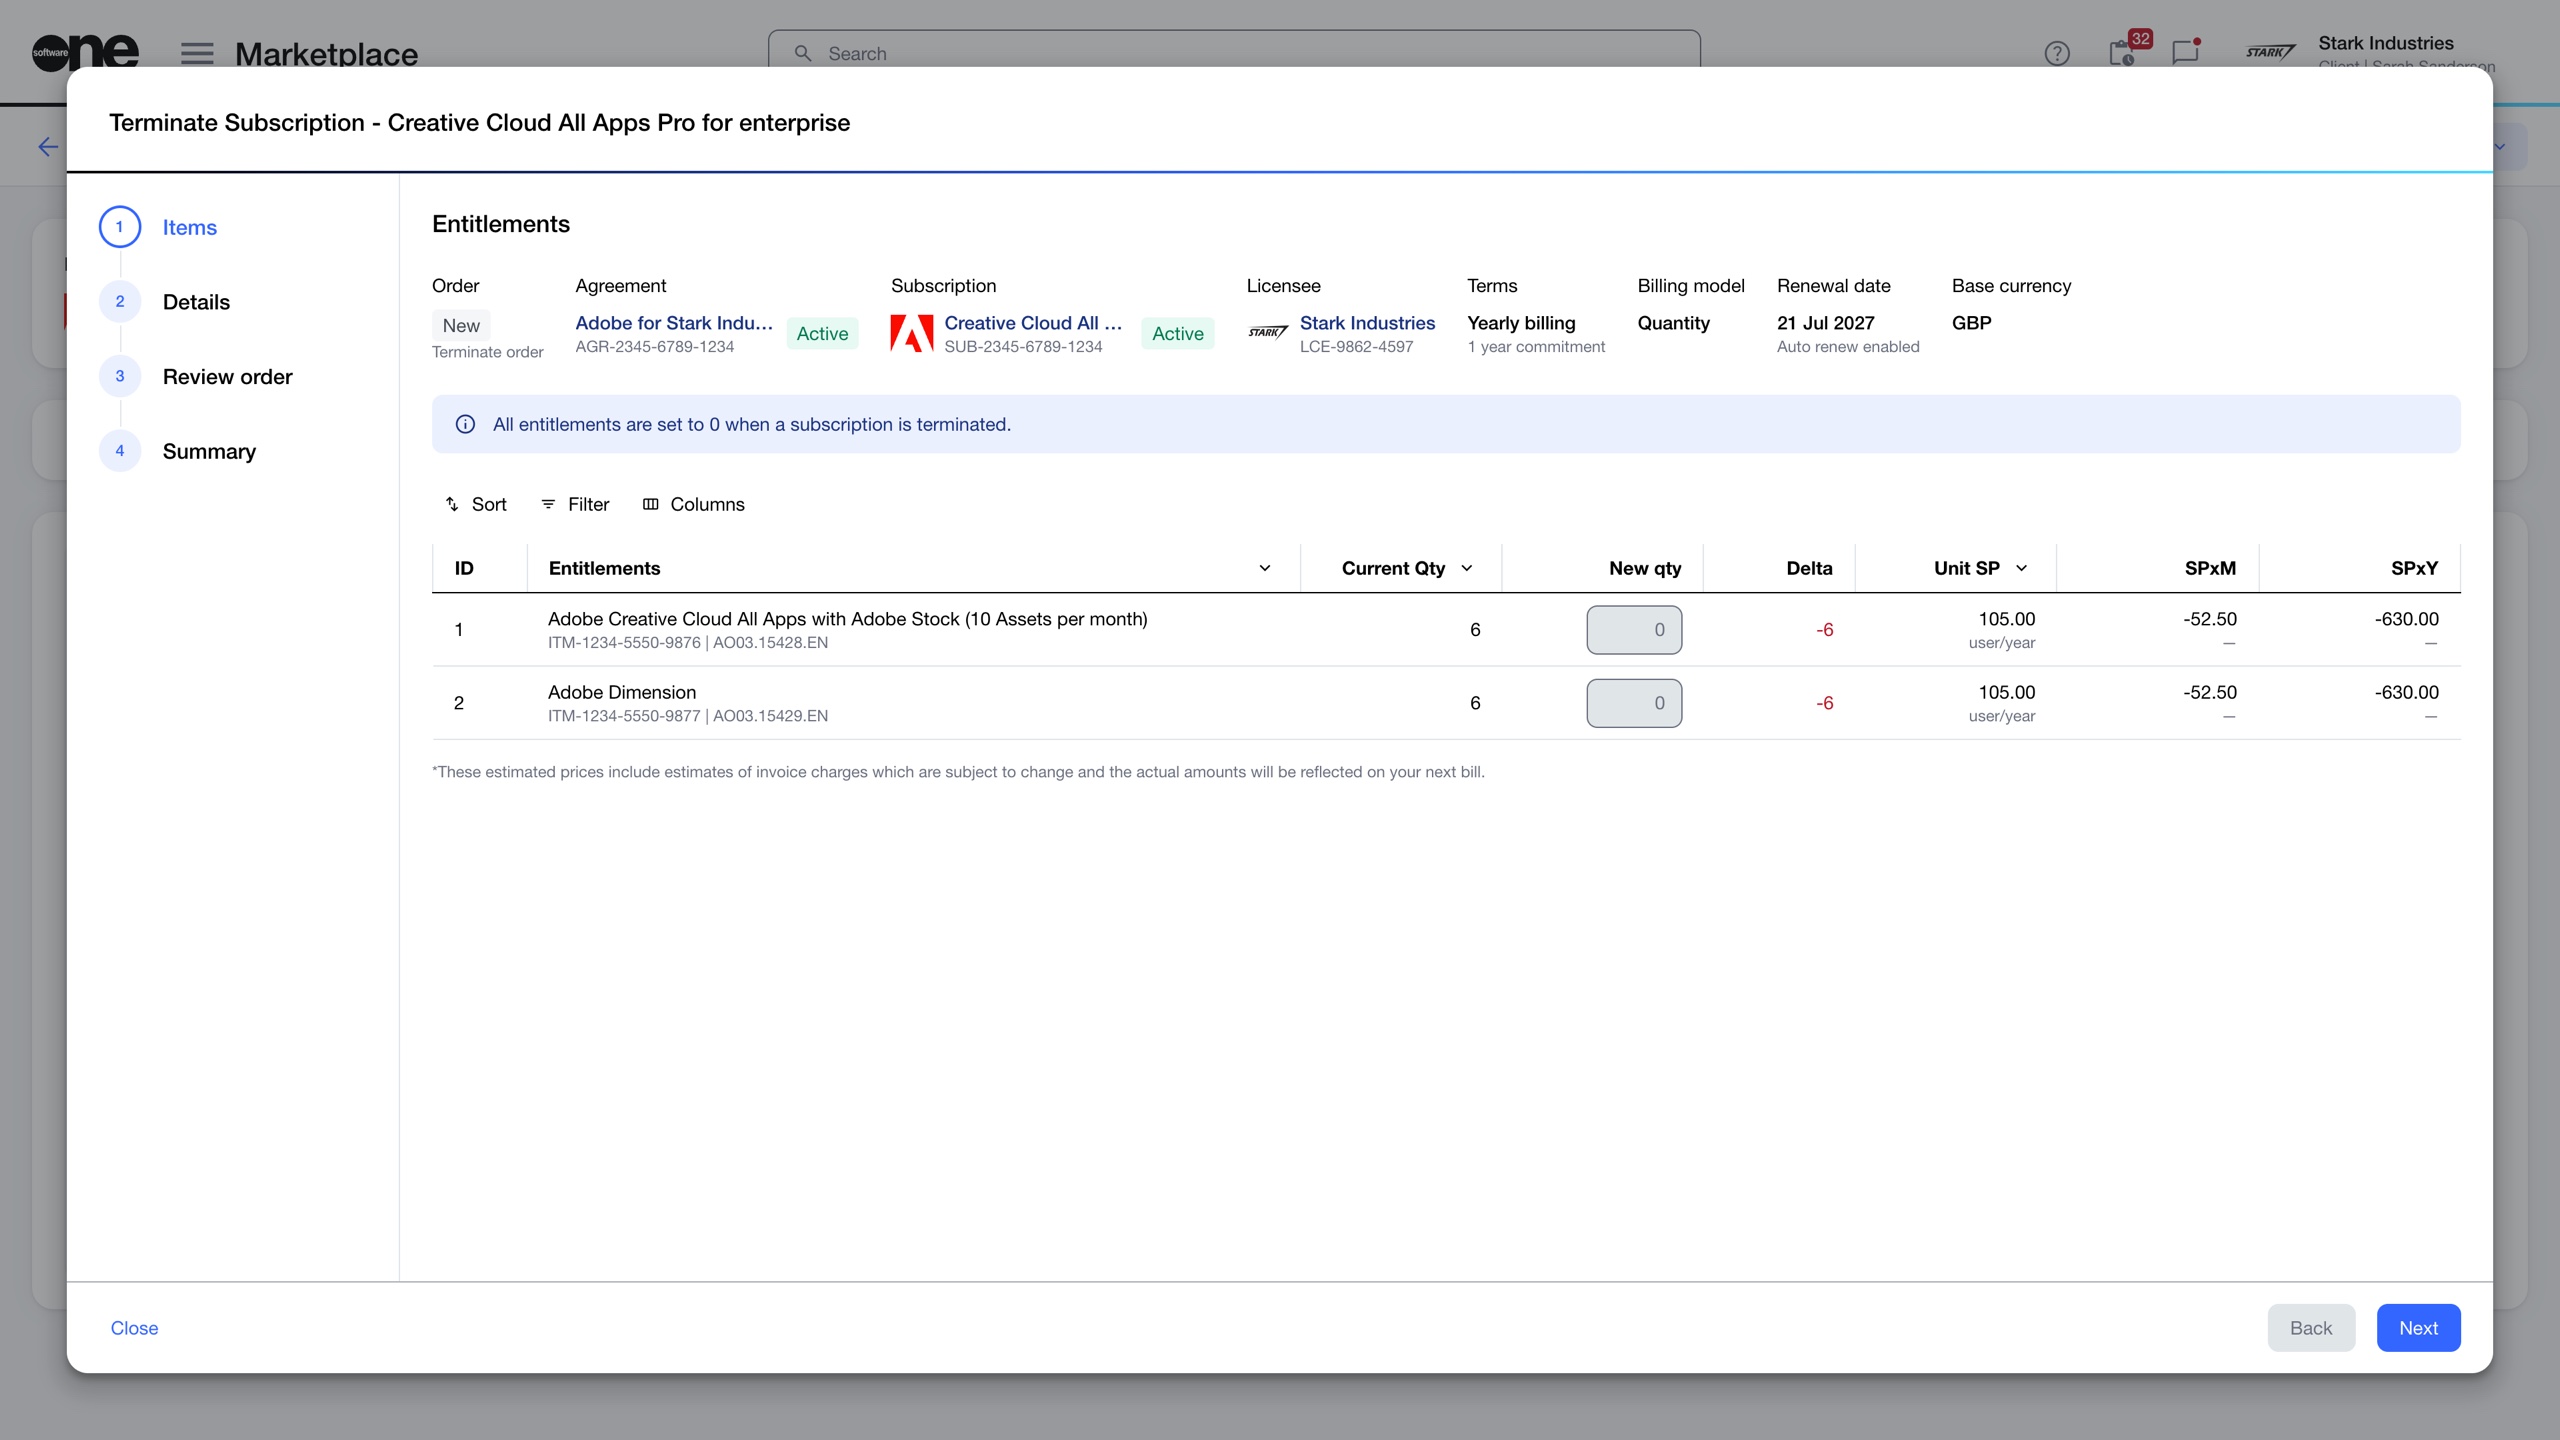 software one
Marketplace
Search
32
STARK
Stark Industries
Client | Sarah Sanderson
Terminate Subscription - Creative Cloud All Apps Pro for enterprise
1 Items
2 Details
3 Review order
4 Summary
Entitlements
Order Agreement Subscription Licensee Terms Billing model Renewal date Base currency
New Adobe for Stark Indu... Active Creative Cloud All ... Active STARK Stark Industries Yearly billing Quantity 21 Jul 2027 GBP
Terminate order AGR-2345-6789-1234 SUB-2345-6789-1234 LCE-9862-4597 1 year commitment Auto renew enabled
All entitlements are set to 0 when a subscription is terminated.
Sort Filter Columns
ID Entitlements Current Qty New qty Delta Unit SP SPxM SPxY
1 Adobe Creative Cloud All Apps with Adobe Stock (10 Assets per month) 6 0 -6 105.00 -52.50 -630.00
ITM-1234-5550-9876 | AO03.15428.EN user/year — —
2 Adobe Dimension 6 0 -6 105.00 -52.50 -630.00
ITM-1234-5550-9877 | AO03.15429.EN user/year — —
*These estimated prices include estimates of invoice charges which are subject to change and the actual amounts will be reflected on your next bill.
Close Back Next